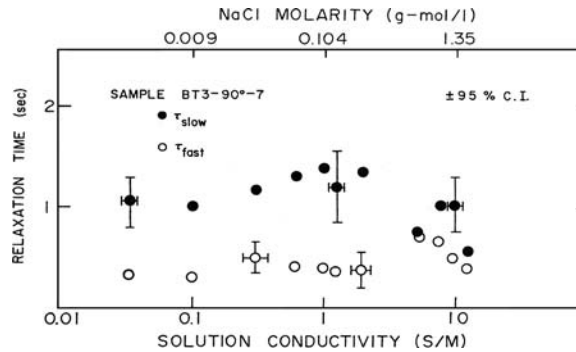 NaCl MOLARITY (g-mol/l)
0.009 0.104 1.35
SAMPLE BT3-90°-7 ±95 % C.I.
τslow
τfast
RELAXATION TIME (sec)
2
1
0.01 0.1 1 10
SOLUTION CONDUCTIVITY (S/M)